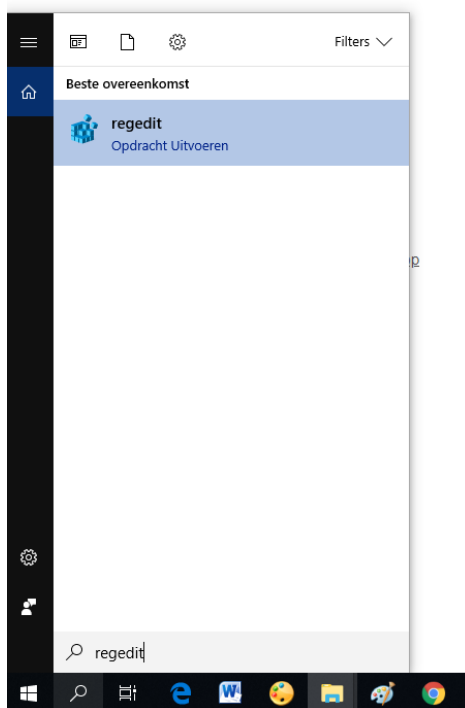 Filters
Beste overeenkomst
regedit
Opdracht Uitvoeren
regedit